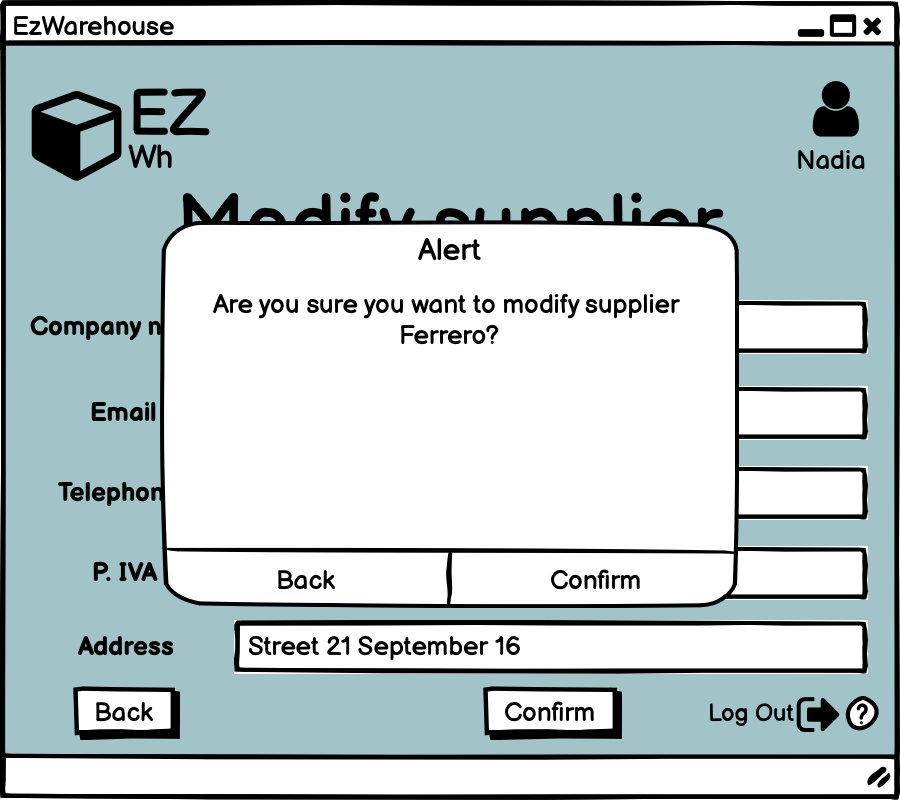 EzWarehouse
EZ
Wh
Nadia
Modify supplier
Alert
Are you sure you want to modify supplier
Ferrero?
Company
Email
P. IVA
Back
Confirm
Address
Street 21 September 16
Back
Confirm
Log Out
?